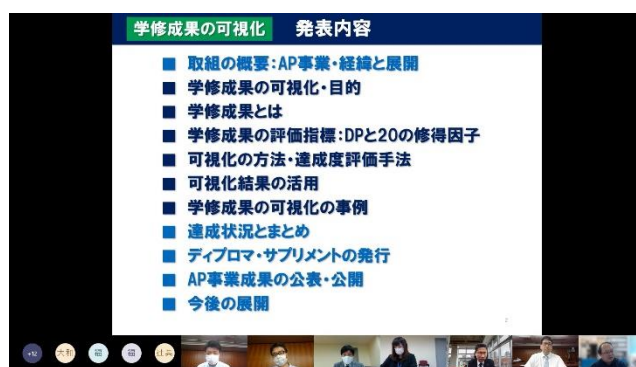 学修成果の可視化 発表内容
取組の概要:AP事業・経緯と展開
学修成果の可視化・目的
学修成果とは
学修成果の評価指標:DPと20の修得因子
可視化の方法・達成度評価手法
可視化結果の活用
学修成果の可視化の事例
達成状況とまとめ
ディプロマ・サプリメントの発行
AP事業成果の公表・公開
今後の展開
2
+12 大和 福 福